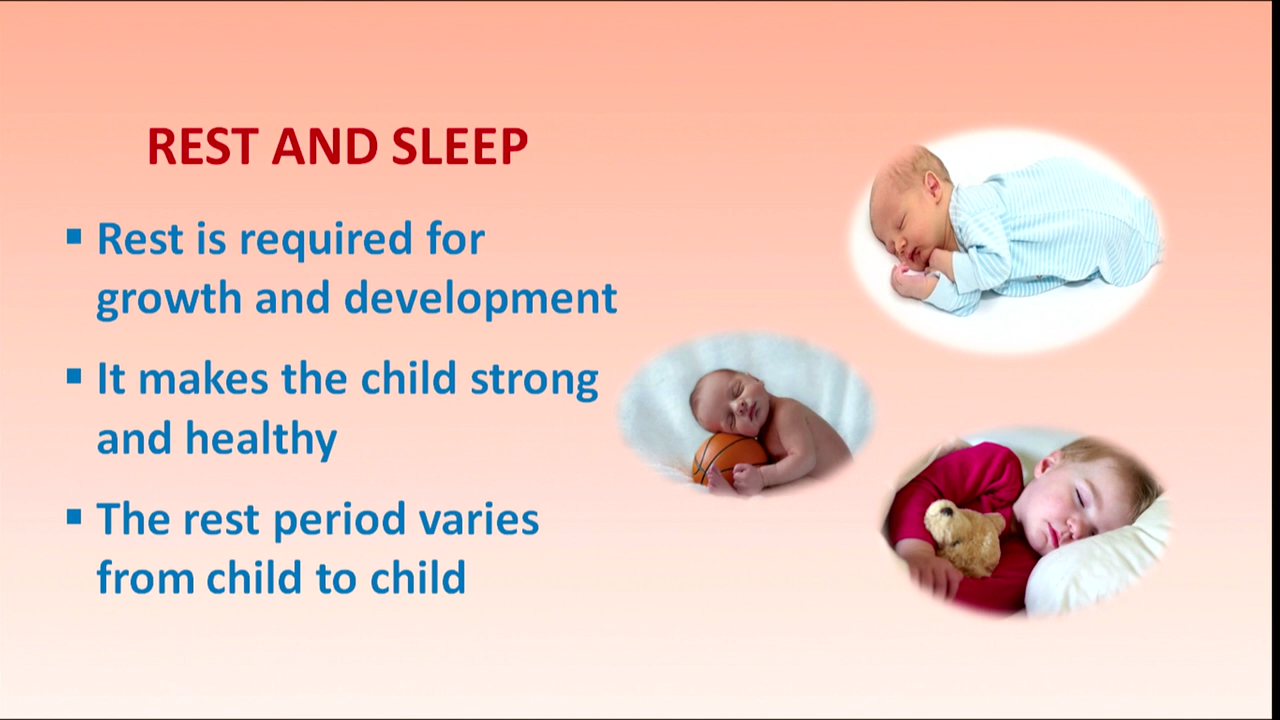 REST AND SLEEP
▪ Rest is required for
growth and development
▪ It makes the child strong
and healthy
▪ The rest period varies
from child to child